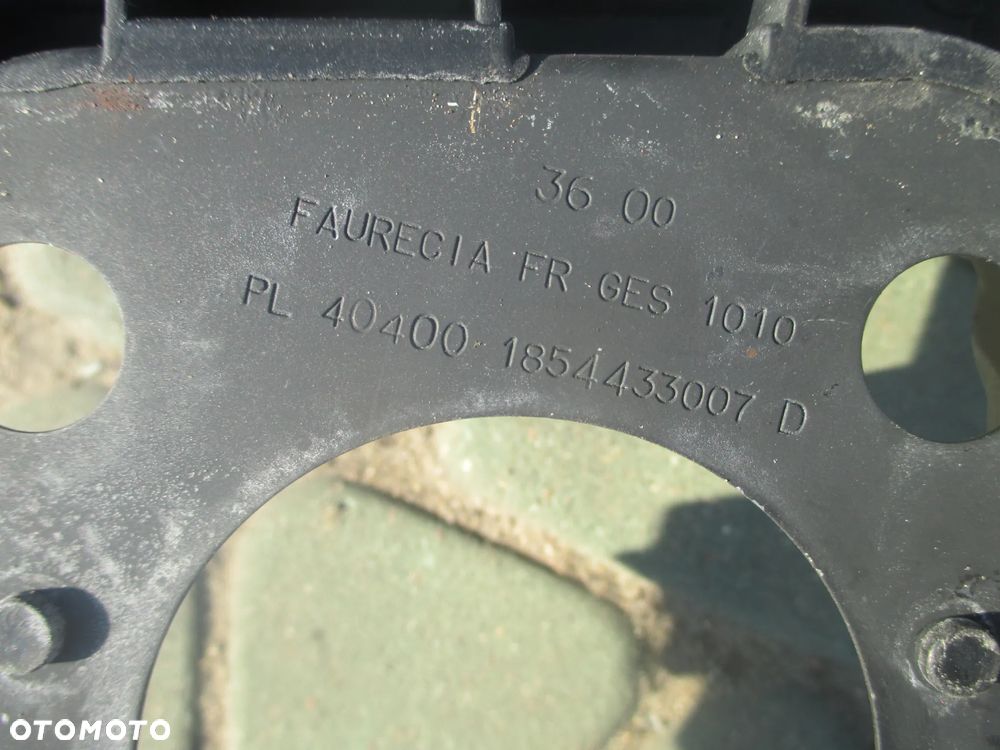 36 00
FAURECIA FR GES 1010
PL 40400 1854433007 D
OTOMOTO